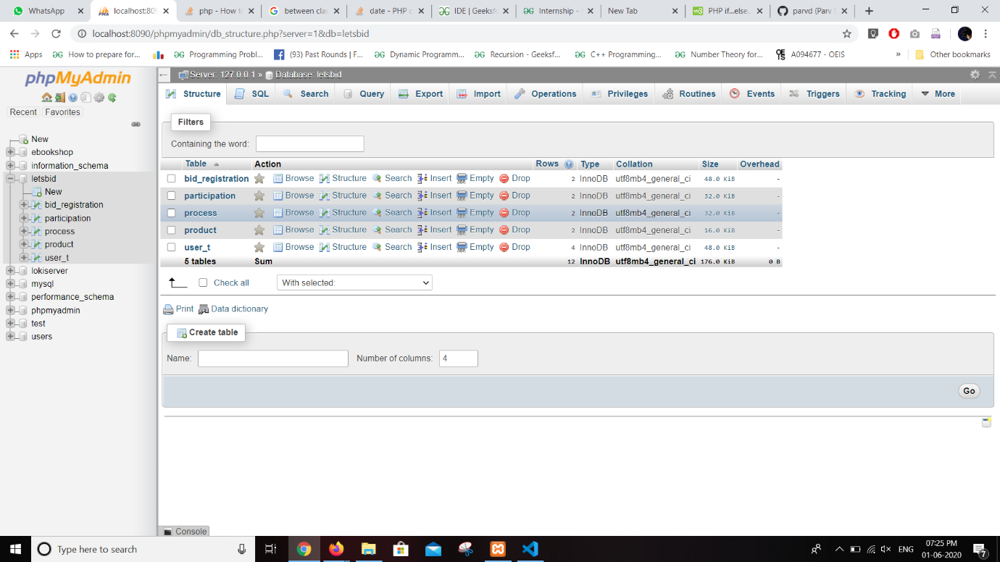 WhatsApp localhost:809 php - How t between cla date - PHP IDE | Geeksf Internship - New Tab PHP if...else.. parvd (Parv
localhost:8090/phpmyadmin/db_structure.php?server=1&db=letsbid
Apps How to prepare for... Programming Probl... (93) Past Rounds | F... Dynamic Programm... Recursion - Geeksf... C++ Programming... Number Theory for... A094677 - OEIS » Other bookmarks
phpMyAdmin
Recent Favorites
New
ebookshop
information_schema
letsbid
New
bid_registration
participation
process
product
user_t
lokiserver
mysql
performance_schema
phpmyadmin
test
users
Server: 127.0.0.1 » Database: letsbid
Structure SQL Search Query Export Import Operations Privileges Routines Events Triggers Tracking More
Filters
Containing the word:
Table Action Rows Type Collation Size Overhead
bid_registration Browse Structure Search Insert Empty Drop 2 InnoDB utf8mb4_general_ci 48.0 KiB -
participation Browse Structure Search Insert Empty Drop 2 InnoDB utf8mb4_general_ci 32.0 KiB -
process Browse Structure Search Insert Empty Drop 2 InnoDB utf8mb4_general_ci 32.0 KiB -
product Browse Structure Search Insert Empty Drop 2 InnoDB utf8mb4_general_ci 16.0 KiB -
user_t Browse Structure Search Insert Empty Drop 4 InnoDB utf8mb4_general_ci 48.0 KiB -
5 tables Sum 12 InnoDB utf8mb4_general_ci 176.0 KiB 0 B
Check all With selected:
Print Data dictionary
Create table
Name: Number of columns: 4
Go
Console
Type here to search
ENG 07:25 PM
01-06-2020 7